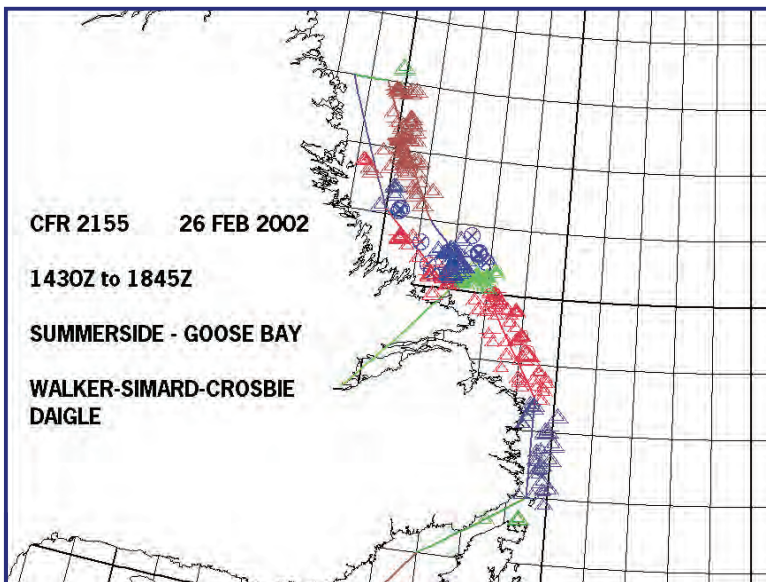 CFR 2155 26 FEB 2002
1430Z to 1845Z
SUMMERSIDE - GOOSE BAY
WALKER-SIMARD-CROSBIE
DAIGLE